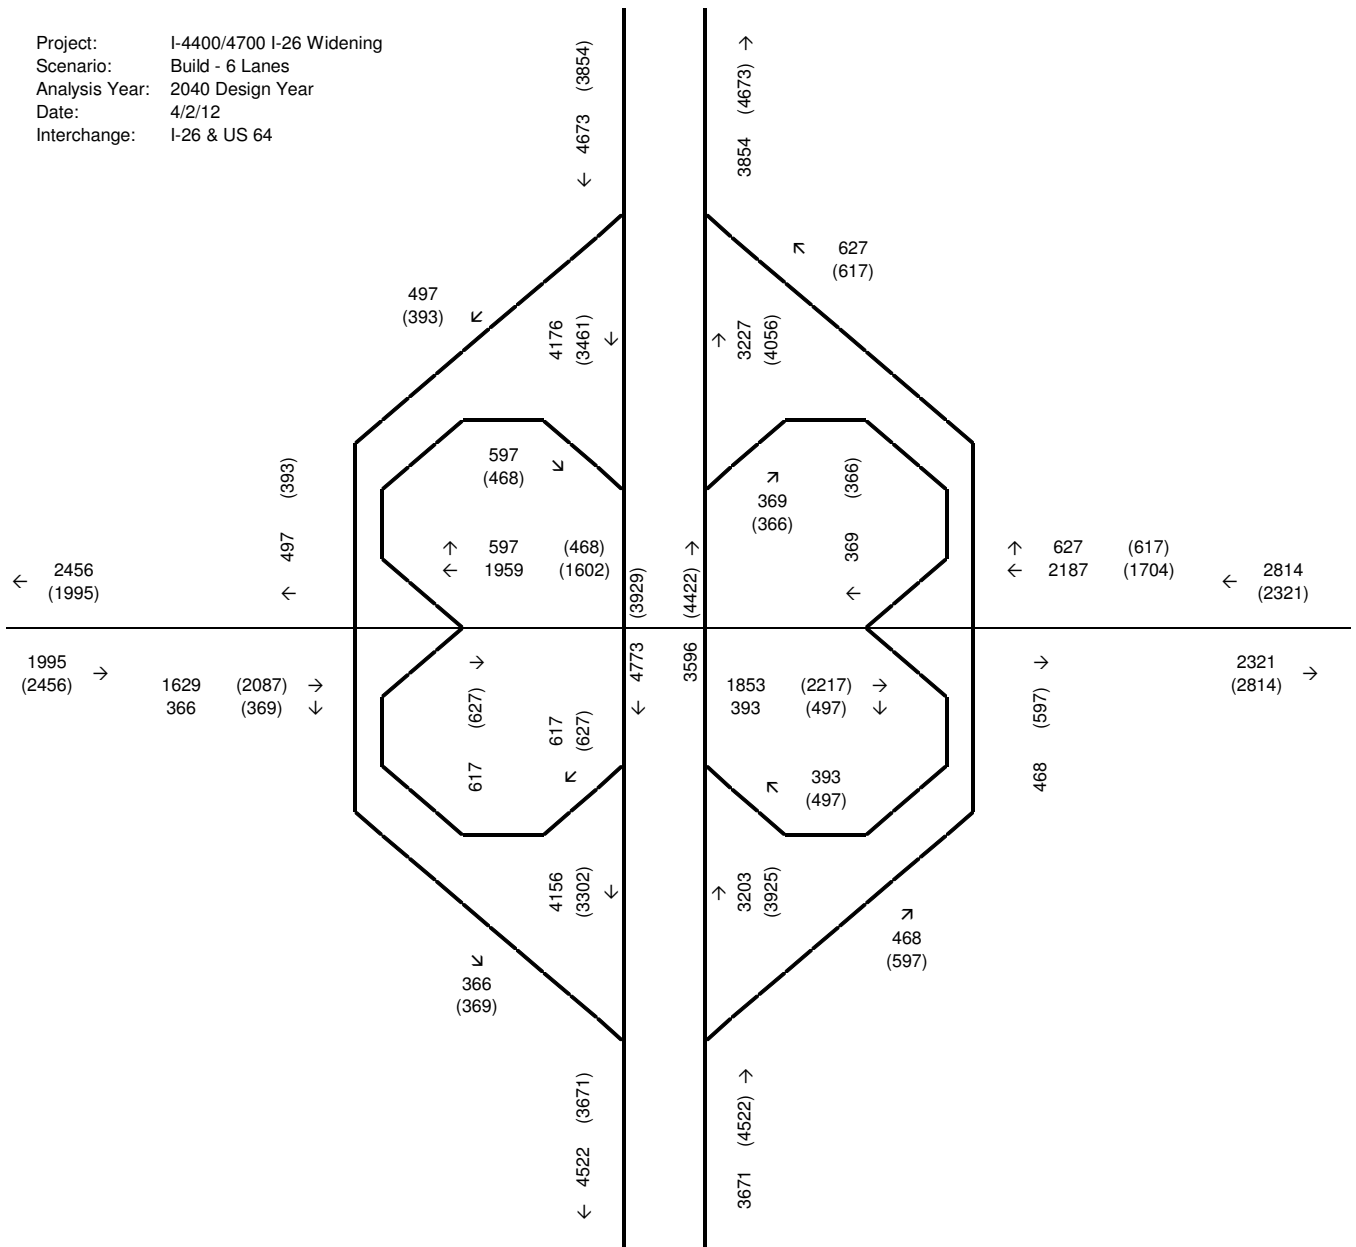 Project: I-4400/4700 I-26 Widening
Scenario: Build - 6 Lanes
Analysis Year: 2040 Design Year
Date: 4/2/12
Interchange: I-26 & US 64
← 4673 (3854)
3854 (4673) →
↖ 627
(617)
497
(393) ↙
4176
(3461) ↓
↑ 3227
(4056)
597
(468) ↘
↗
369
(366)
497 (393)
←
369 (366)
←
↑ 597 (468)
← 1959 (1602)
↑ 627 (617)
← 2187 (1704)
← 2456
(1995)
← 2814
(2321)
← 4773 (3929)
3596 (4422) →
1995
(2456) →
1629 (2087) →
366 (369) ↓
→
617 (627)
617
(627)
↙
1853 (2217) →
393 (497) ↓
→
468 (597)
2321
(2814) →
↖ 393
(497)
4156
(3302) ↓
↑ 3203
(3925)
↗
468
(597)
↘
366
(369)
← 4522 (3671)
3671 (4522) →